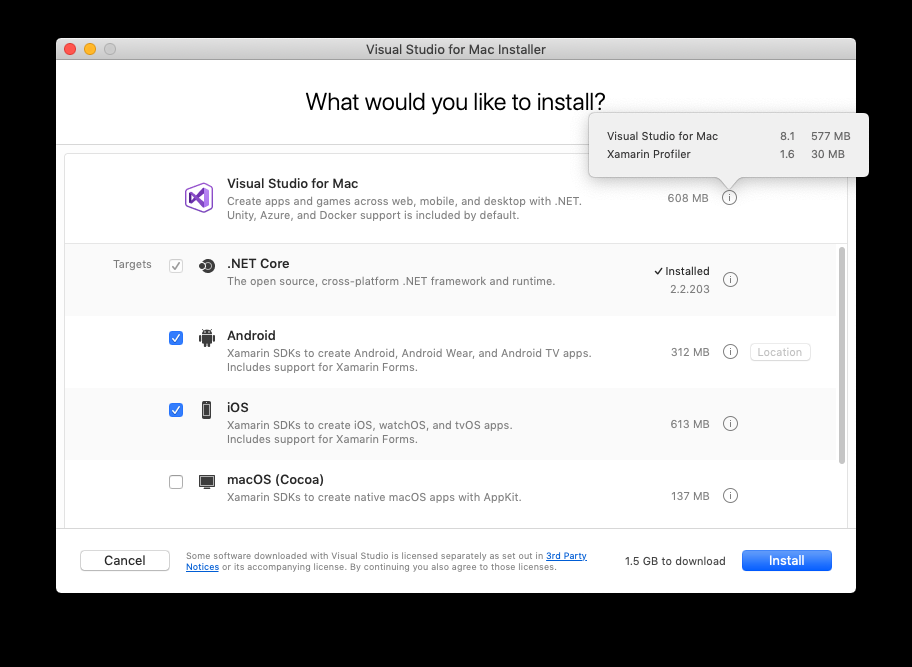 Visual Studio for Mac Installer
What would you like to install?
Visual Studio for Mac 8.1 577 MB
Xamarin Profiler 1.6 30 MB
Visual Studio for Mac
Create apps and games across web, mobile, and desktop with .NET.
Unity, Azure, and Docker support is included by default.
608 MB
Targets
.NET Core
The open source, cross-platform .NET framework and runtime.
✓ Installed
2.2.203
Android
Xamarin SDKs to create Android, Android Wear, and Android TV apps.
Includes support for Xamarin Forms.
312 MB
Location
iOS
Xamarin SDKs to create iOS, watchOS, and tvOS apps.
Includes support for Xamarin Forms.
613 MB
macOS (Cocoa)
Xamarin SDKs to create native macOS apps with AppKit.
137 MB
Cancel
Some software downloaded with Visual Studio is licensed separately as set out in 3rd Party
Notices or its accompanying license. By continuing you also agree to those licenses.
1.5 GB to download
Install